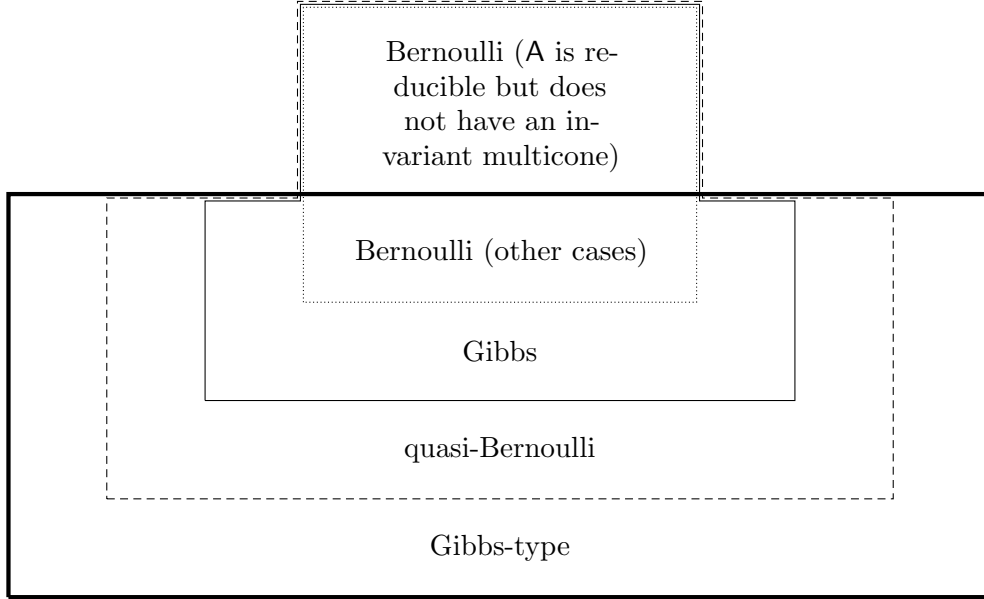 Bernoulli (A is re-
ducible but does
not have an in-
variant multicone)
Bernoulli (other cases)
Gibbs
quasi-Bernoulli
Gibbs-type